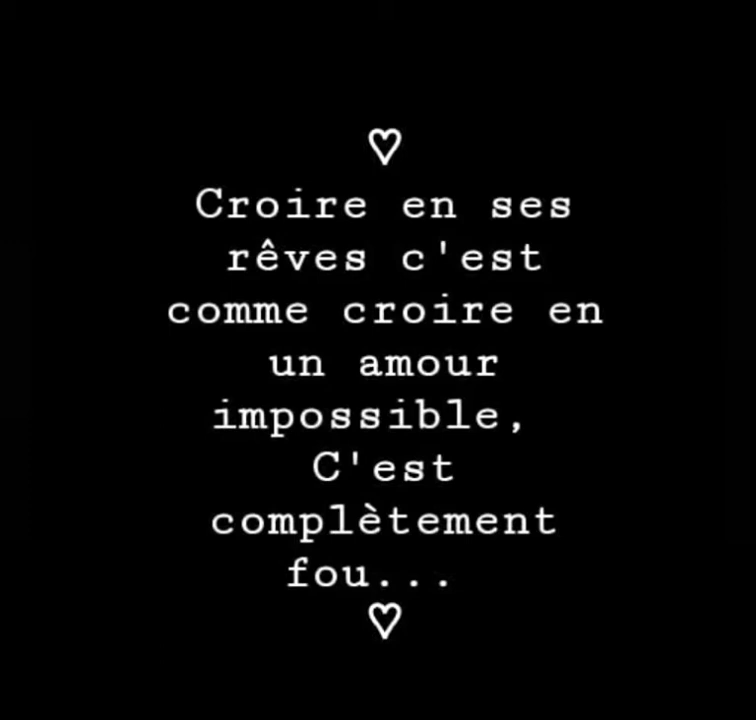 ♡
Croire en ses
rêves c'est
comme croire en
un amour
impossible,
C'est
complètement
fou...
♡